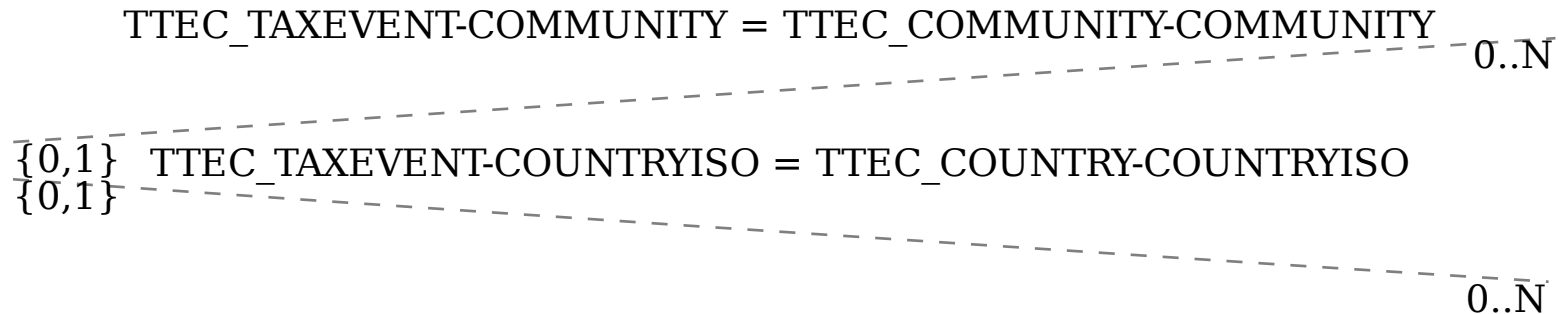 TTEC_TAXEVENT-COMMUNITY = TTEC_COMMUNITY-COMMUNITY
0..N
{0,1}
TTEC_TAXEVENT-COUNTRYISO = TTEC_COUNTRY-COUNTRYISO
{0,1}
0..N